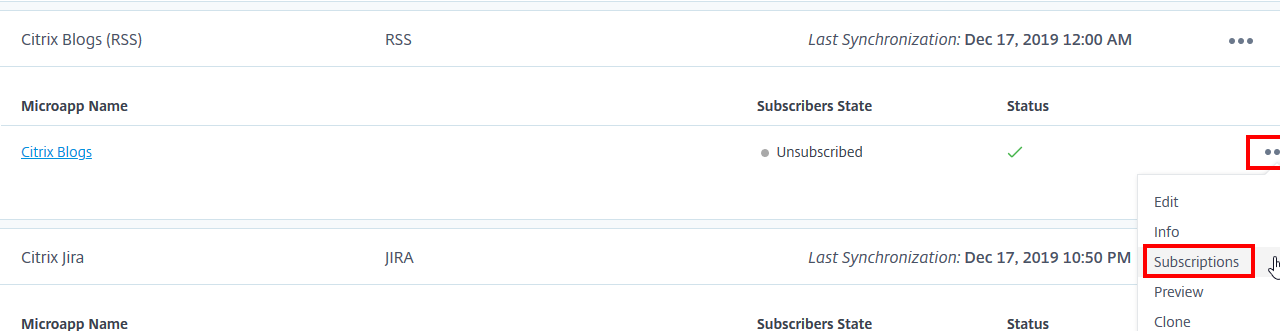 Citrix Blogs (RSS) RSS Last Synchronization: Dec 17, 2019 12:00 AM
Microapp Name Subscribers State Status
Citrix Blogs Unsubscribed
Edit
Info
Citrix Jira JIRA Last Synchronization: Dec 17, 2019 10:50 PM
Subscriptions
Preview
Clone
Microapp Name Subscribers State Status